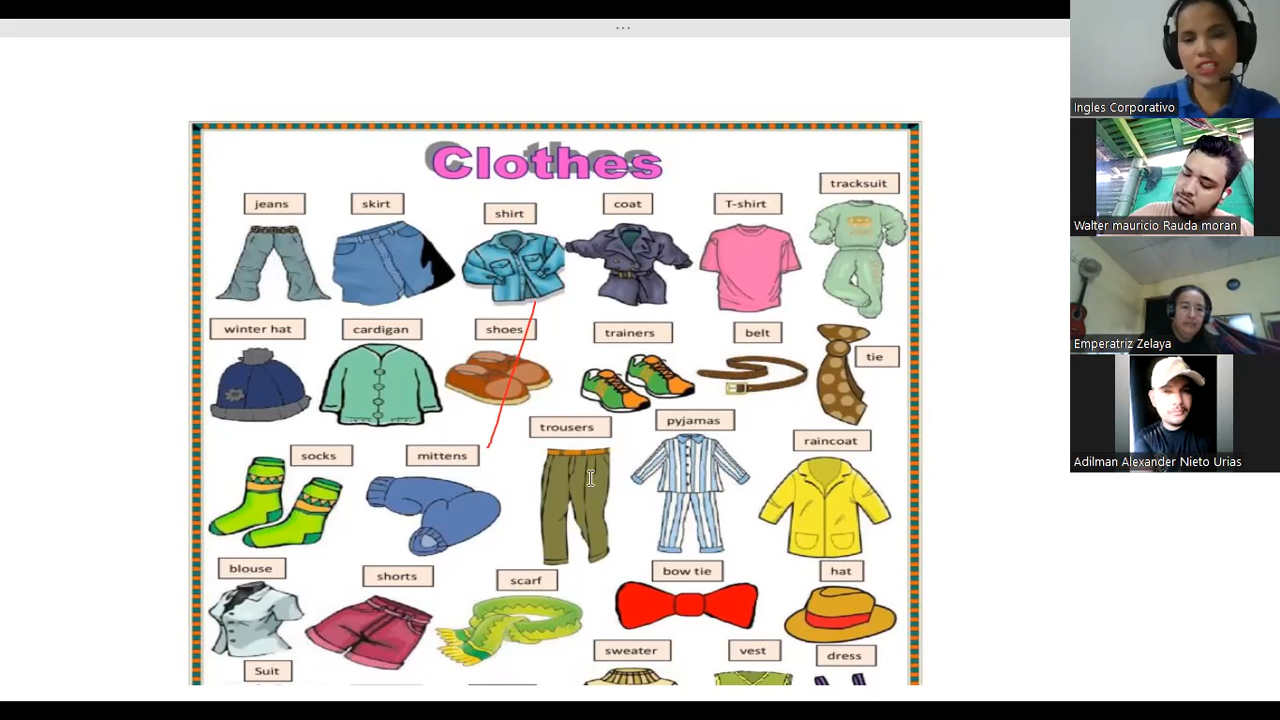 ...
Clothes
tracksuit
jeans
skirt
shirt
coat
T-shirt
winter hat
cardigan
shoes
trainers
belt
tie
socks
mittens
trousers
pyjamas
raincoat
blouse
shorts
scarf
bow tie
hat
Suit
sweater
vest
dress
Ingles Corporativo
Walter mauricio Rauda moran
Emperatriz Zelaya
Adilman Alexander Nieto Urias